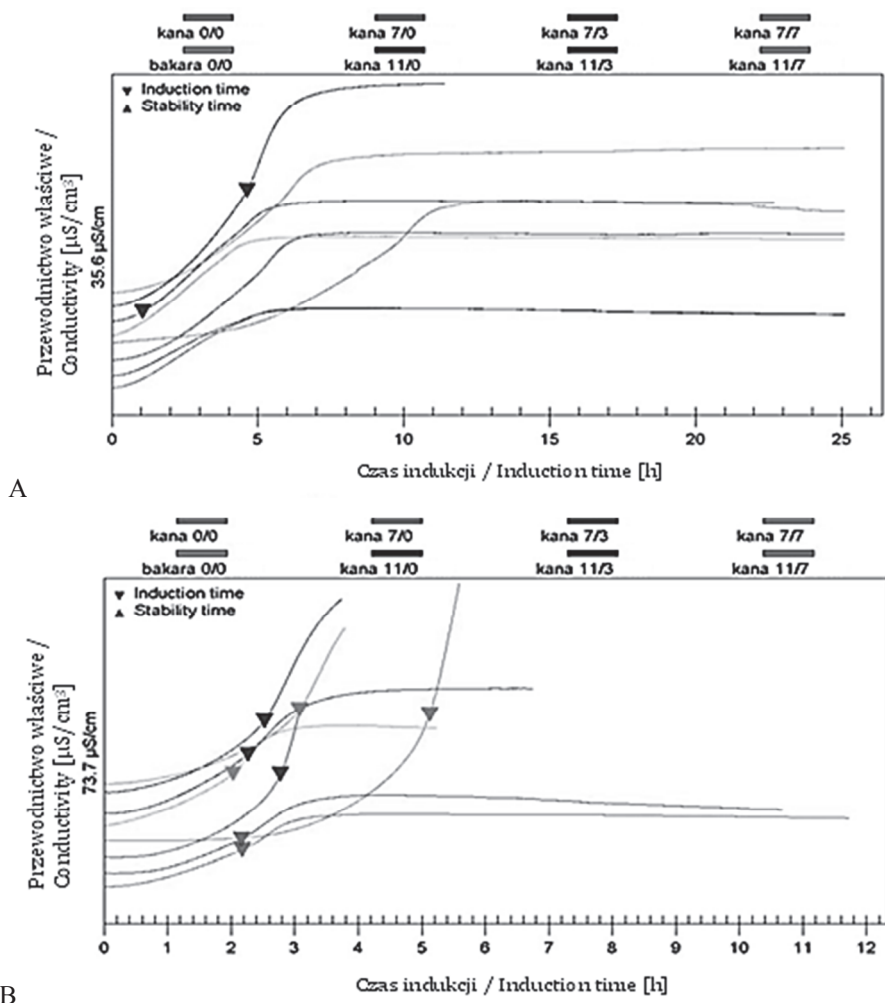 kana 0/0 kana 7/0 kana 7/3 kana 7/7
bakara 0/0 kana 11/0 kana 11/3 kana 11/7
Induction time
Stability time
Przewodnictwo właściwe /
Conductivity [µS/cm³]
35.6 µS/cm
0 5 10 15 20 25
Czas indukcji / Induction time [h]
A
kana 0/0 kana 7/0 kana 7/3 kana 7/7
bakara 0/0 kana 11/0 kana 11/3 kana 11/7
Induction time
Stability time
Przewodnictwo właściwe /
Conductivity [µS/cm³]
73.7 µS/cm
0 1 2 3 4 5 6 7 8 9 10 11 12
Czas indukcji / Induction time [h]
B